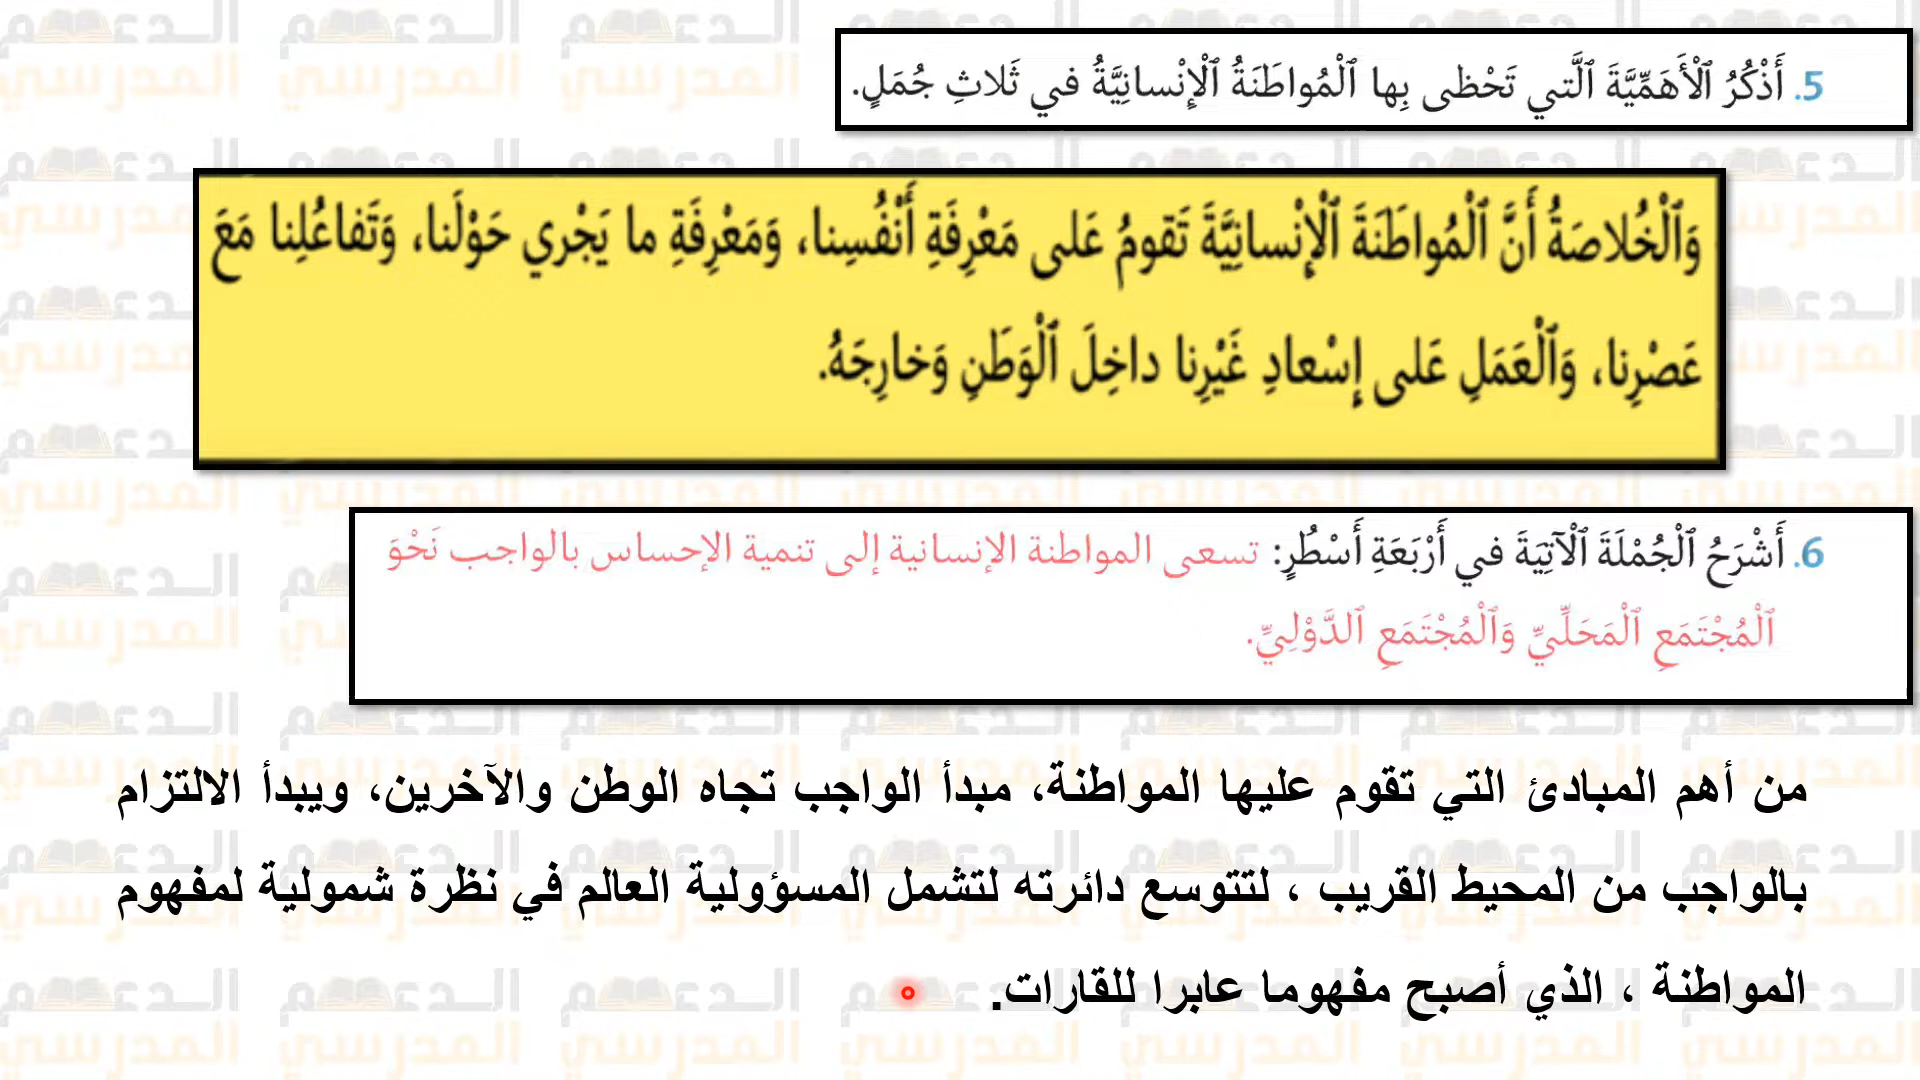 5. أَذْكُرُ ٱلْأَهَمِّيَّةَ ٱلَّتي تَحْظى بِها ٱلْمُواطَنَةُ ٱلْإِنْسانِيَّةُ في ثَلاثِ جُمَلٍ.
وَٱلْخُلاصَةُ أَنَّ ٱلْمُواطَنَةَ ٱلْإِنْسانِيَّةَ تَقومُ عَلى مَعْرِفَةِ أَنْفُسِنا، وَمَعْرِفَةِ ما يَجْري حَوْلَنا، وَتَفاعُلِنا مَعَ
عَصْرِنا، وَٱلْعَمَلِ عَلى إِسْعادِ غَيْرِنا داخِلَ ٱلْوَطَنِ وَخارِجَهُ.
6. أَشْرَحُ ٱلْجُمْلَةَ ٱلْآتِيَةَ في أَرْبَعَةِ أَسْطُرٍ: تسعى المواطنة الإنسانية إلى تنمية الإحساس بالواجب نَحْوَ
ٱلْمُجْتَمَعِ ٱلْمَحَلِّيِّ وَٱلْمُجْتَمَعِ ٱلدَّوْلِيِّ.
من أهم المبادئ التي تقوم عليها المواطنة، مبدأ الواجب تجاه الوطن والآخرين، ويبدأ الالتزام
بالواجب من المحيط القريب ، لتتوسع دائرته لتشمل المسؤولية العالم في نظرة شمولية لمفهوم
المواطنة ، الذي أصبح مفهوما عابرا للقارات.